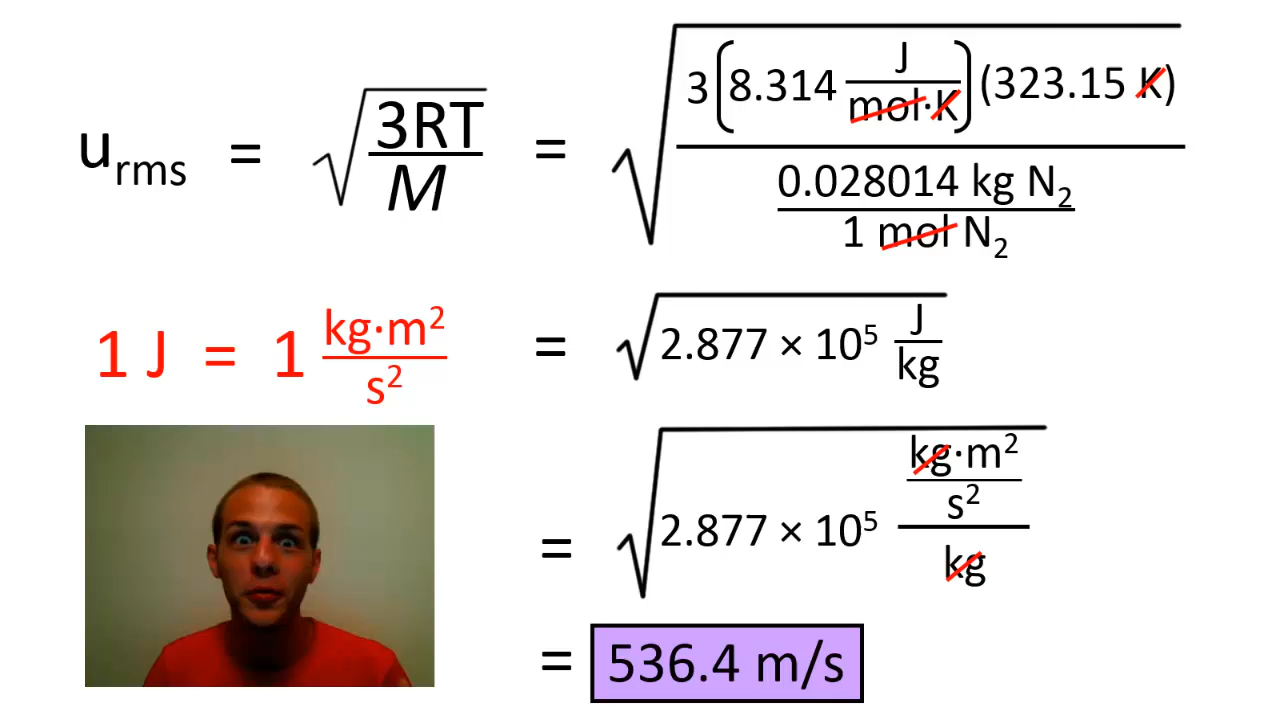 u_rms = √(3RT / M) = √(3 (8.314 J / mol·K) (323.15 K) / (0.028014 kg N₂ / 1 mol N₂))
1 J = 1 kg·m² / s²
= √(2.877 × 10⁵ J / kg)
= √(2.877 × 10⁵ (kg·m² / s²) / kg)
= 536.4 m/s